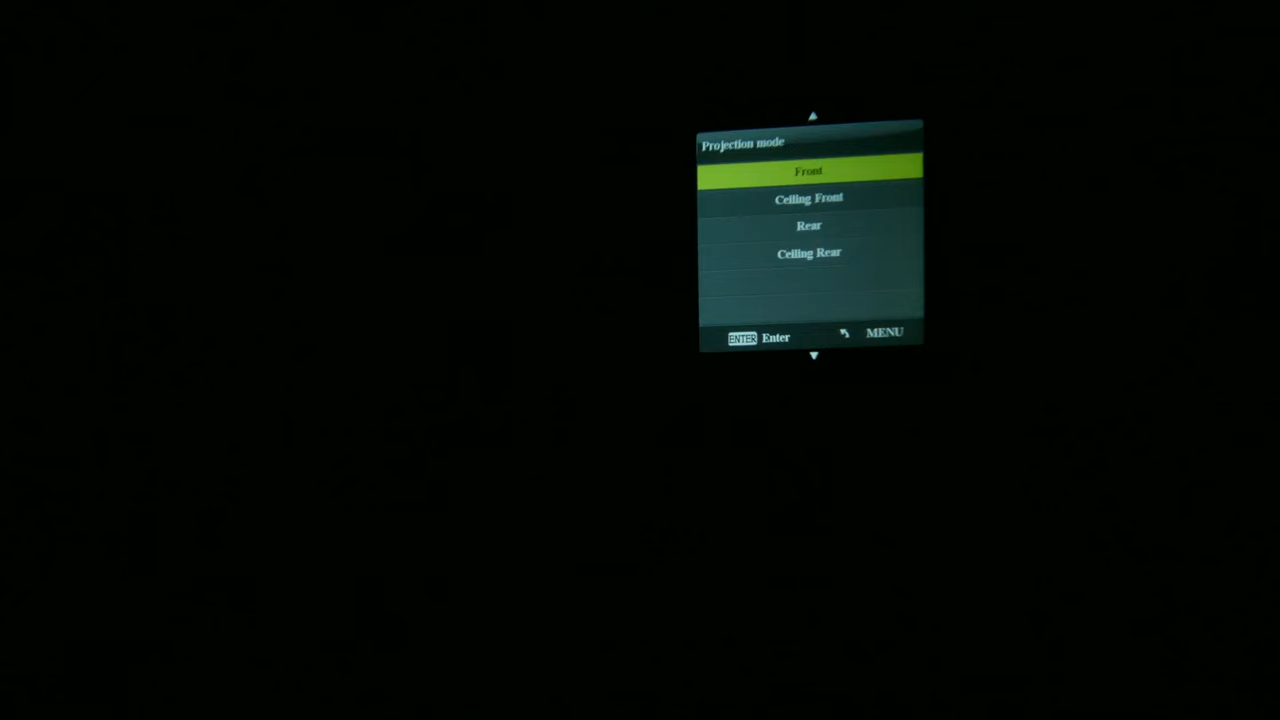 Projection mode
Front
Ceiling Front
Rear
Ceiling Rear
ENTER Enter MENU